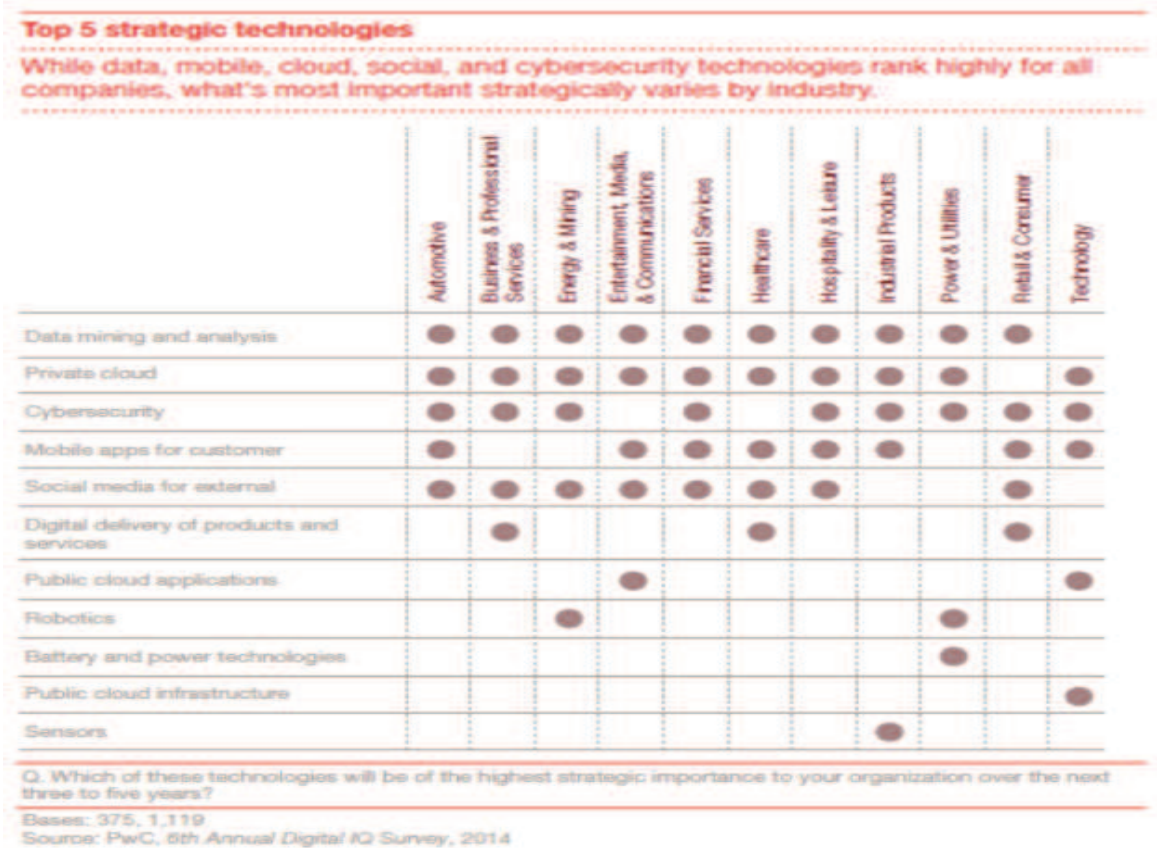 Top 5 strategic technologies
While data, mobile, cloud, social, and cybersecurity technologies rank highly for all
companies, what's most important strategically varies by industry.
Automotive
Business & Professional
Services
Energy & Mining
Entertainment, Media,
& Communications
Financial Services
Healthcare
Hospitality & Leisure
Industrial Products
Power & Utilities
Retail & Consumer
Technology
Data mining and analysis
Private cloud
Cybersecurity
Mobile apps for customer
Social media for external
Digital delivery of products and
services
Public cloud applications
Robotics
Battery and power technologies
Public cloud infrastructure
Sensors
Q. Which of these technologies will be of the highest strategic importance to your organization over the next
three to five years?
Bases: 375, 1,119
Source: PwC, 6th Annual Digital IQ Survey, 2014